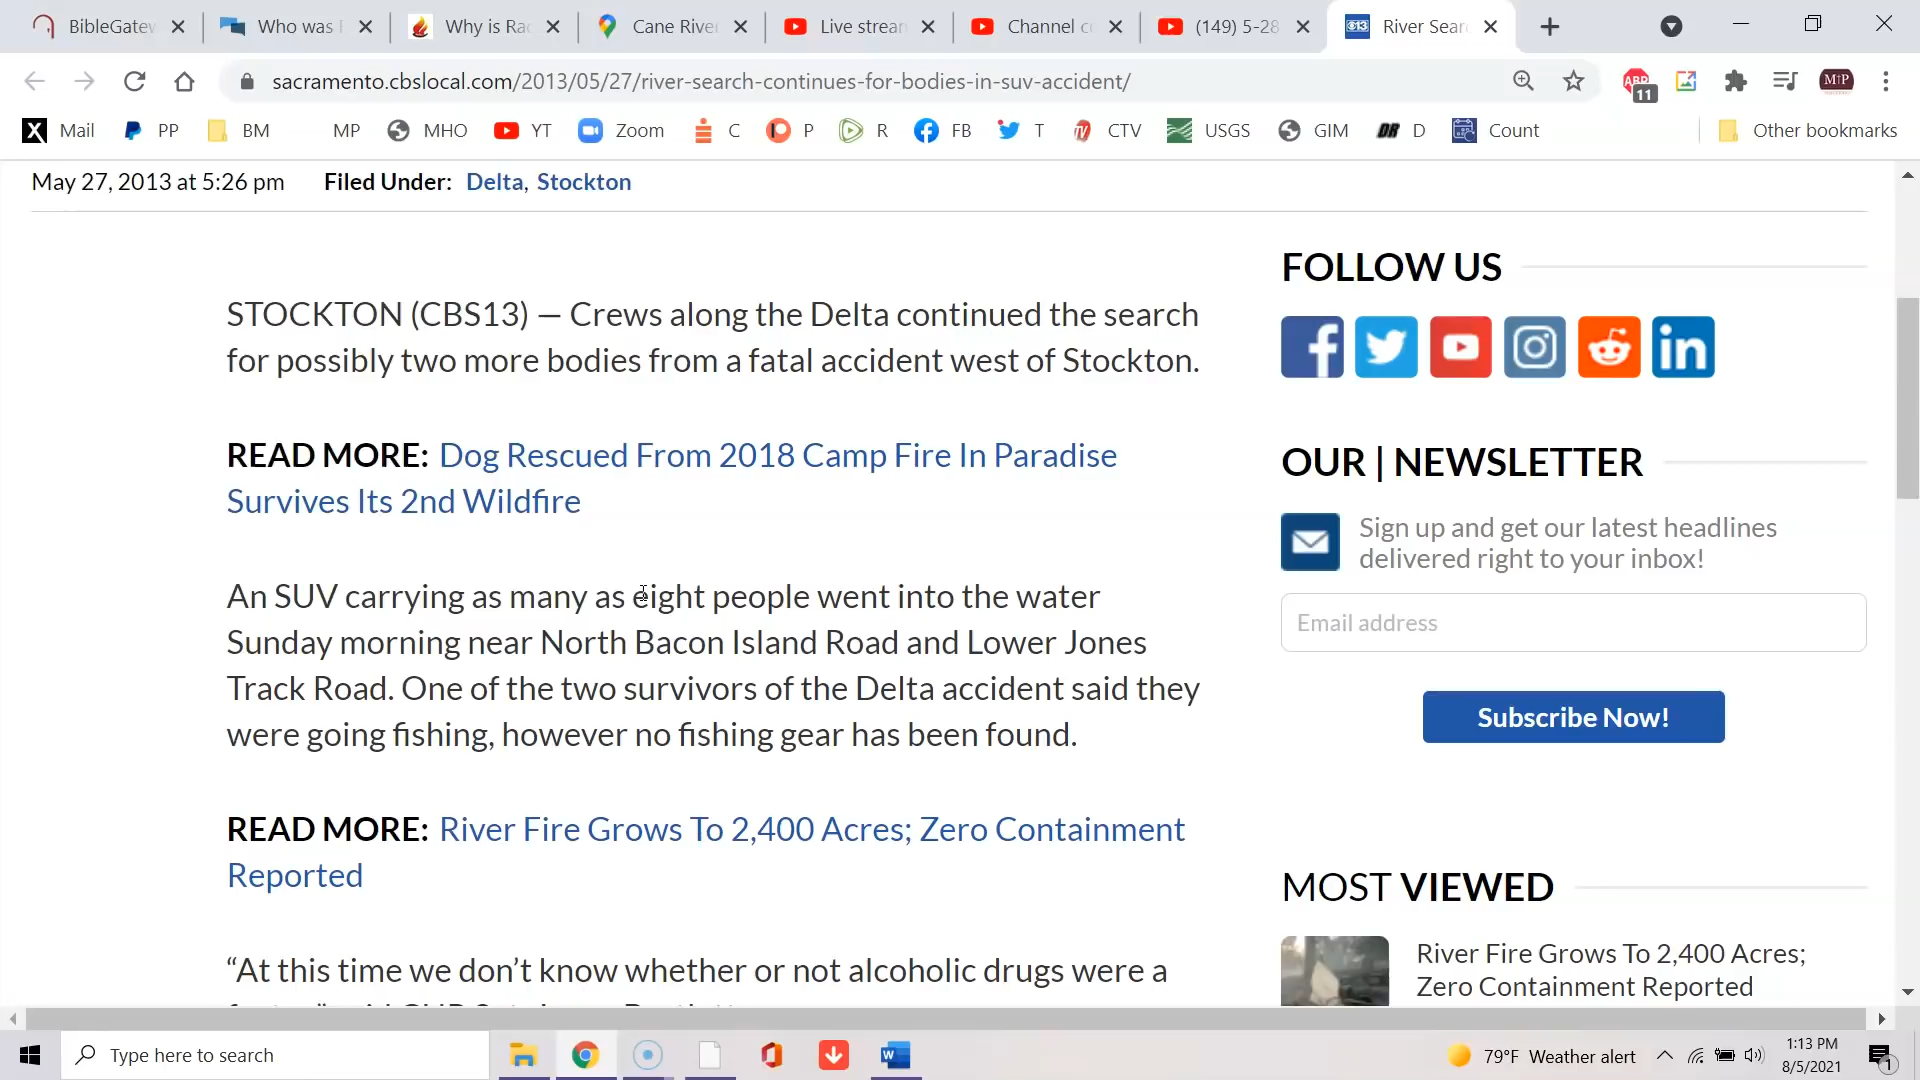 BibleGatew
Who was
Why is Rac
Cane River
Live strean
Channel c
(149) 5-28
River Sear
sacramento.cbslocal.com/2013/05/27/river-search-continues-for-bodies-in-suv-accident/
ABP
11
M↑P
X Mail
PP
BM
MP
MHO
YT
Zoom
C
P
R
FB
T
CTV
USGS
GIM
DR D
Count
Other bookmarks
May 27, 2013 at 5:26 pm Filed Under: Delta, Stockton
STOCKTON (CBS13) — Crews along the Delta continued the search
for possibly two more bodies from a fatal accident west of Stockton.
READ MORE: Dog Rescued From 2018 Camp Fire In Paradise
Survives Its 2nd Wildfire
An SUV carrying as many as eight people went into the water
Sunday morning near North Bacon Island Road and Lower Jones
Track Road. One of the two survivors of the Delta accident said they
were going fishing, however no fishing gear has been found.
READ MORE: River Fire Grows To 2,400 Acres; Zero Containment
Reported
“At this time we don’t know whether or not alcoholic drugs were a
FOLLOW US
OUR | NEWSLETTER
Sign up and get our latest headlines
delivered right to your inbox!
Email address
Subscribe Now!
MOST VIEWED
River Fire Grows To 2,400 Acres;
Zero Containment Reported
Type here to search
79°F Weather alert
1:13 PM
8/5/2021
1